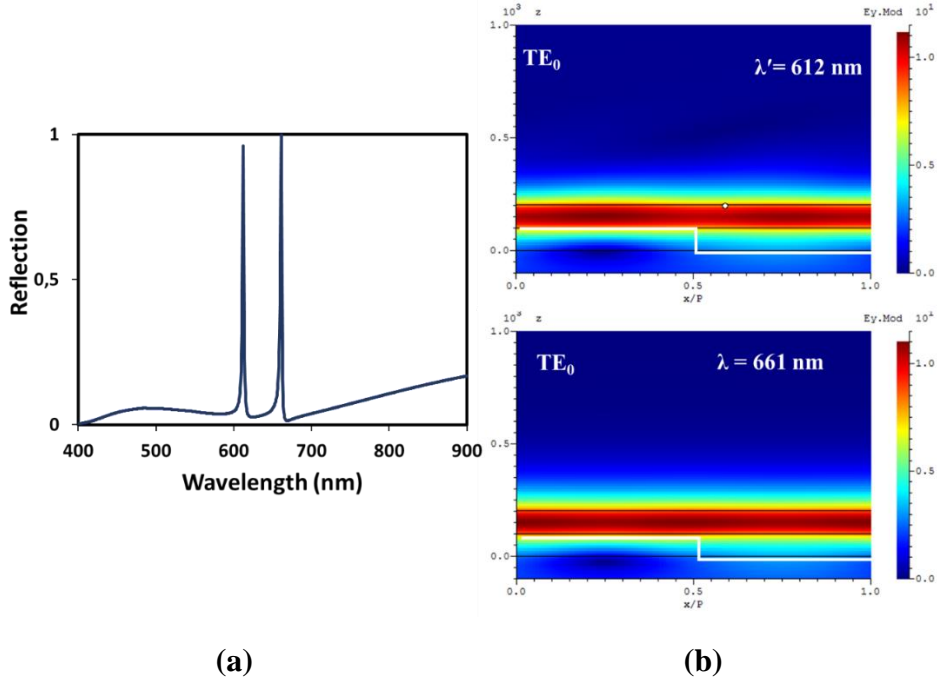 1
0,5
0
Reflection
400 500 600 700 800 900
Wavelength (nm)
(a)
1.0 10³ z
Ey.Mod 10¹
TE₀
λ′= 612 nm
0.5
0.0
0.0 0.5 1.0
x/P
1.0
0.5
0.0
1.0 10³ z
Ey.Mod 10¹
TE₀
λ = 661 nm
0.5
0.0
0.0 0.5 1.0
x/P
1.0
0.5
0.0
(b)